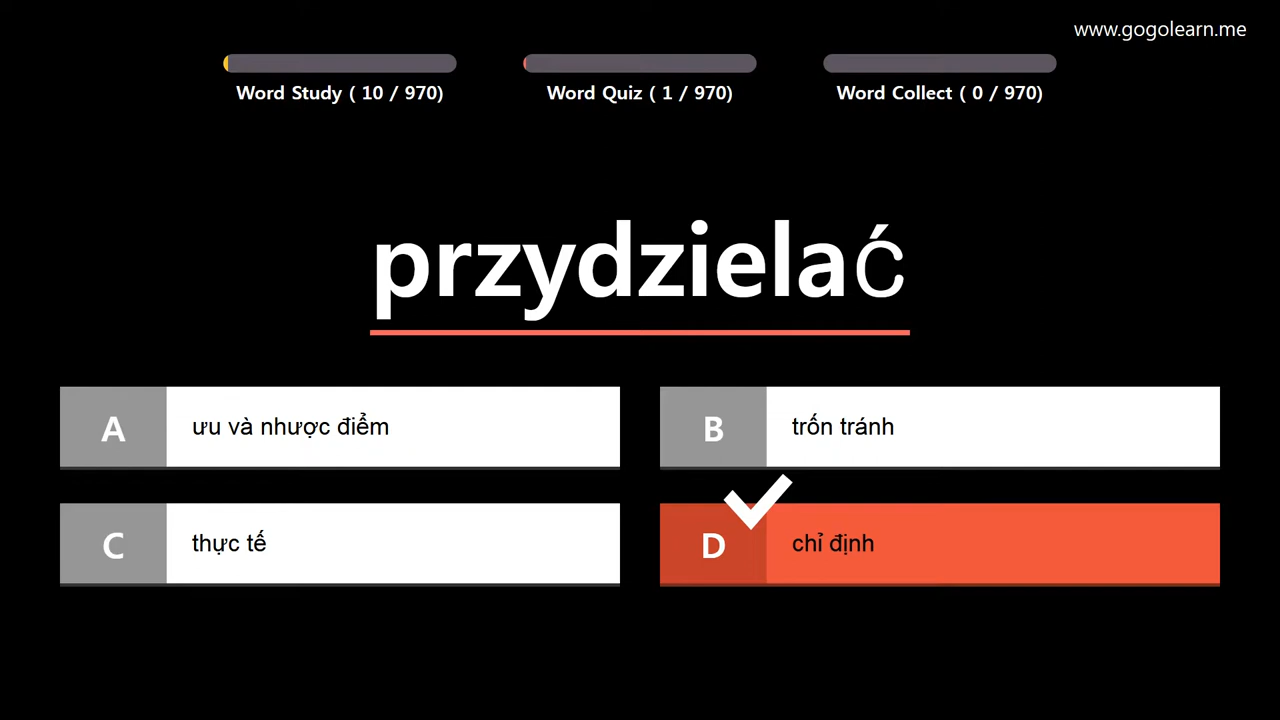 www.gogolearn.me
Word Study ( 10 / 970)
Word Quiz ( 1 / 970)
Word Collect ( 0 / 970)
przydzielać
A
ưu và nhược điểm
B
trốn tránh
C
thực tế
D
chỉ định